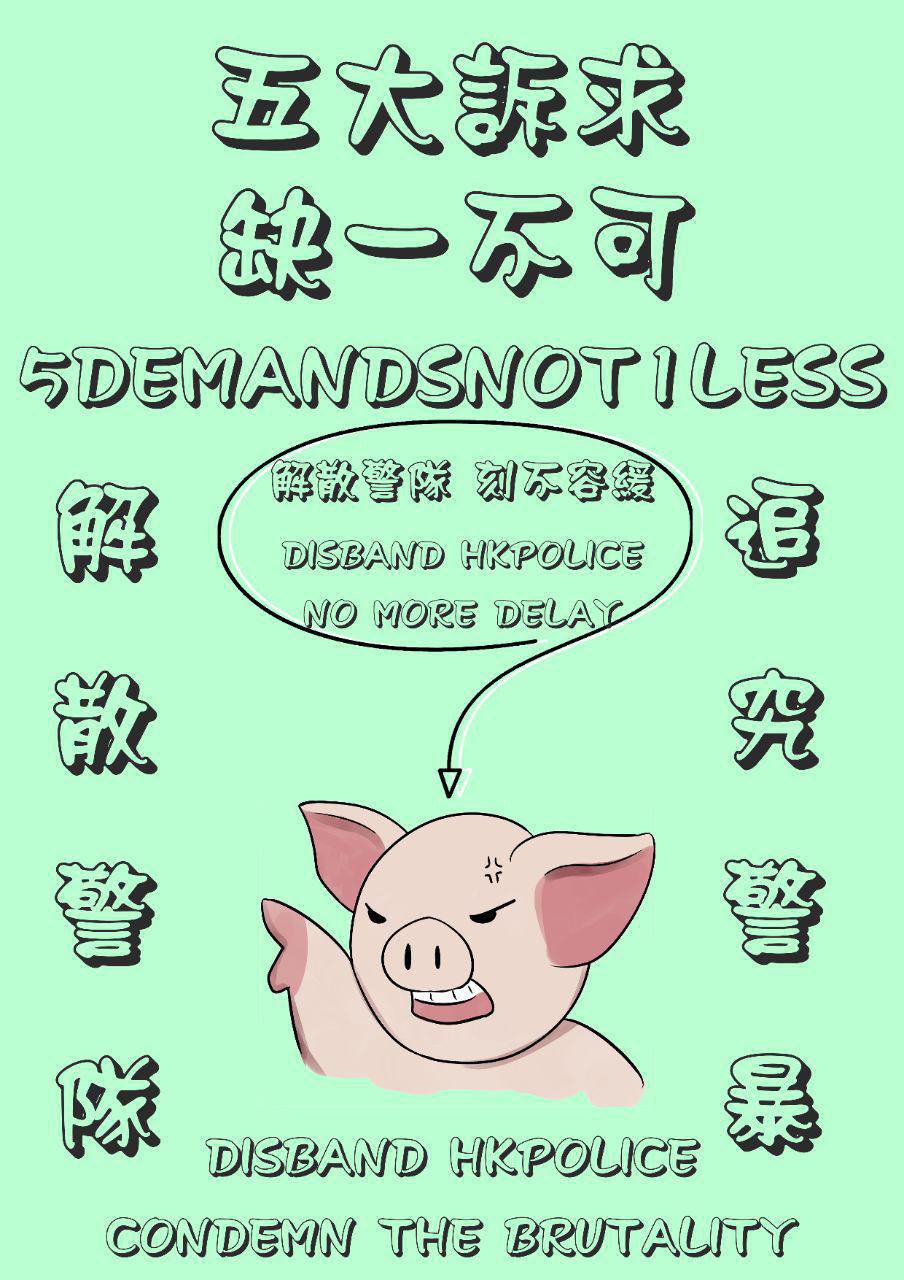 五大訴求
缺一不可
5DEMANDSNOT1LESS
解散警隊 刻不容緩
DISBAND HKPOLICE
NO MORE DELAY
解散警隊
追究警暴
DISBAND HKPOLICE
CONDEMN THE BRUTALITY